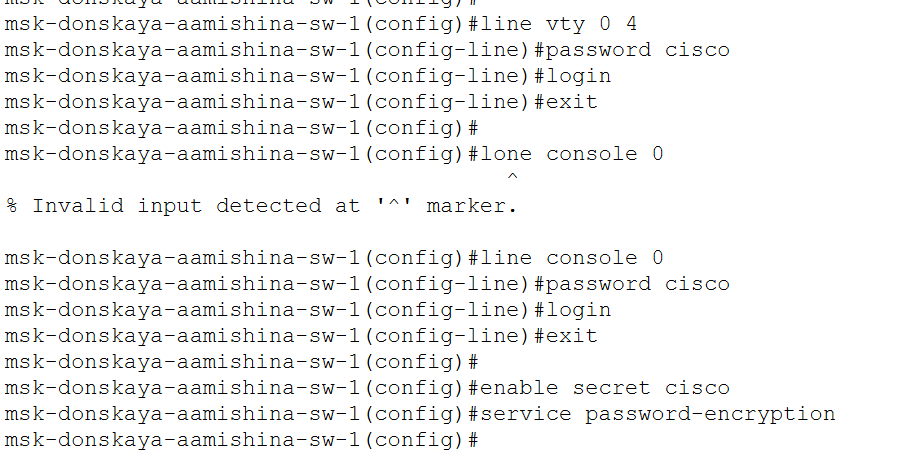 msk-donskaya-aamishina-sw-1(config)#
msk-donskaya-aamishina-sw-1(config)#line vty 0 4
msk-donskaya-aamishina-sw-1(config-line)#password cisco
msk-donskaya-aamishina-sw-1(config-line)#login
msk-donskaya-aamishina-sw-1(config-line)#exit
msk-donskaya-aamishina-sw-1(config)#
msk-donskaya-aamishina-sw-1(config)#lone console 0
^
% Invalid input detected at '^' marker.
msk-donskaya-aamishina-sw-1(config)#line console 0
msk-donskaya-aamishina-sw-1(config-line)#password cisco
msk-donskaya-aamishina-sw-1(config-line)#login
msk-donskaya-aamishina-sw-1(config-line)#exit
msk-donskaya-aamishina-sw-1(config)#
msk-donskaya-aamishina-sw-1(config)#enable secret cisco
msk-donskaya-aamishina-sw-1(config)#service password-encryption
msk-donskaya-aamishina-sw-1(config)#